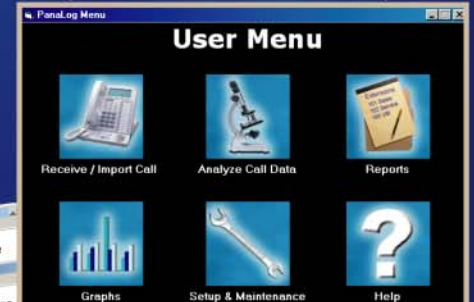 PanaLog Menu
User Menu
Receive / Import Call
Analyze Call Data
Reports
Graphs
Setup & Maintenance
Help